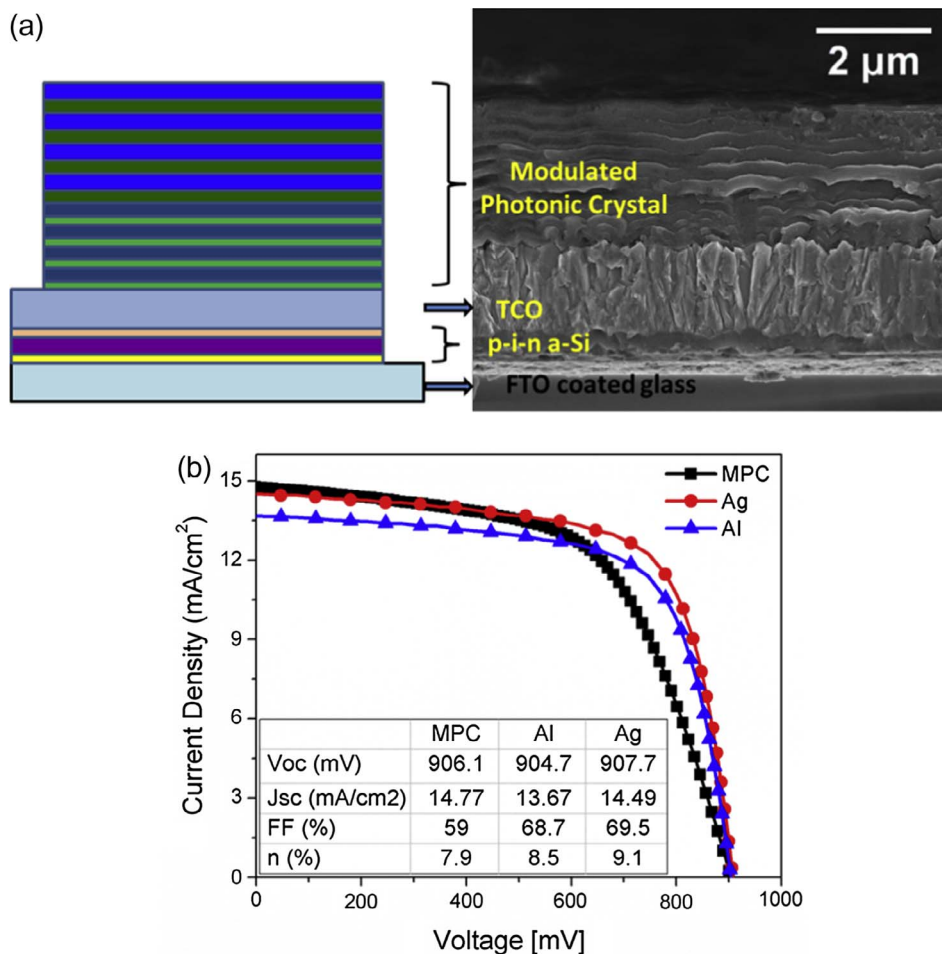 (a)
2 µm
Modulated
Photonic Crystal
TCO
p-i-n a-Si
FTO coated glass
(b)
Current Density (mA/cm²)
15
12
9
6
3
0
MPC
Ag
Al
MPC Al Ag
Voc (mV) 906.1 904.7 907.7
Jsc (mA/cm2) 14.77 13.67 14.49
FF (%) 59 68.7 69.5
n (%) 7.9 8.5 9.1
0 200 400 600 800 1000
Voltage [mV]